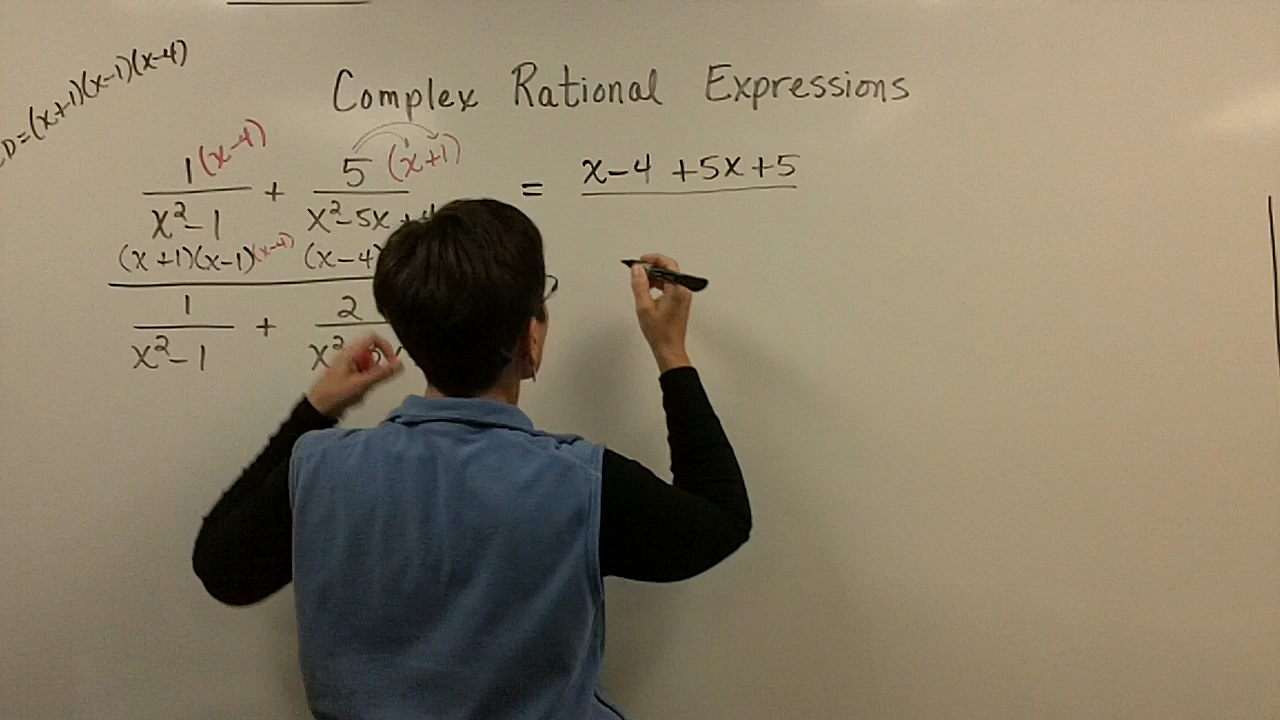 D=(x+1)(x-1)(x-4)
Complex Rational Expressions
1(x-4) + 5(x+1) = x-4 +5x+5
x²-1 x²-5x+4
(x+1)(x-1)(x-4) (x-4)
1 + 2
x²-1 x²